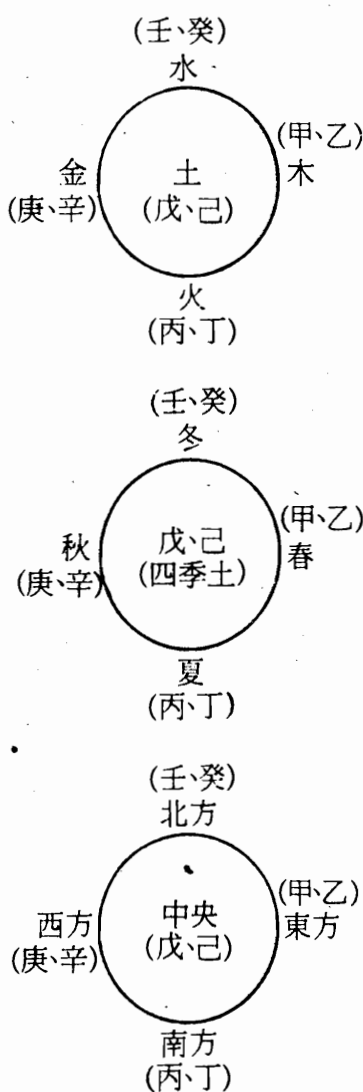 (壬、癸)
水
(甲、乙)
木
金
(庚、辛)
土
(戊、己)
火
(丙、丁)
(壬、癸)
冬
(甲、乙)
春
秋
(庚、辛)
戊、己
(四季土)
夏
(丙、丁)
(壬、癸)
北方
(甲、乙)
東方
西方
(庚、辛)
中央
(戊、己)
南方
(丙、丁)